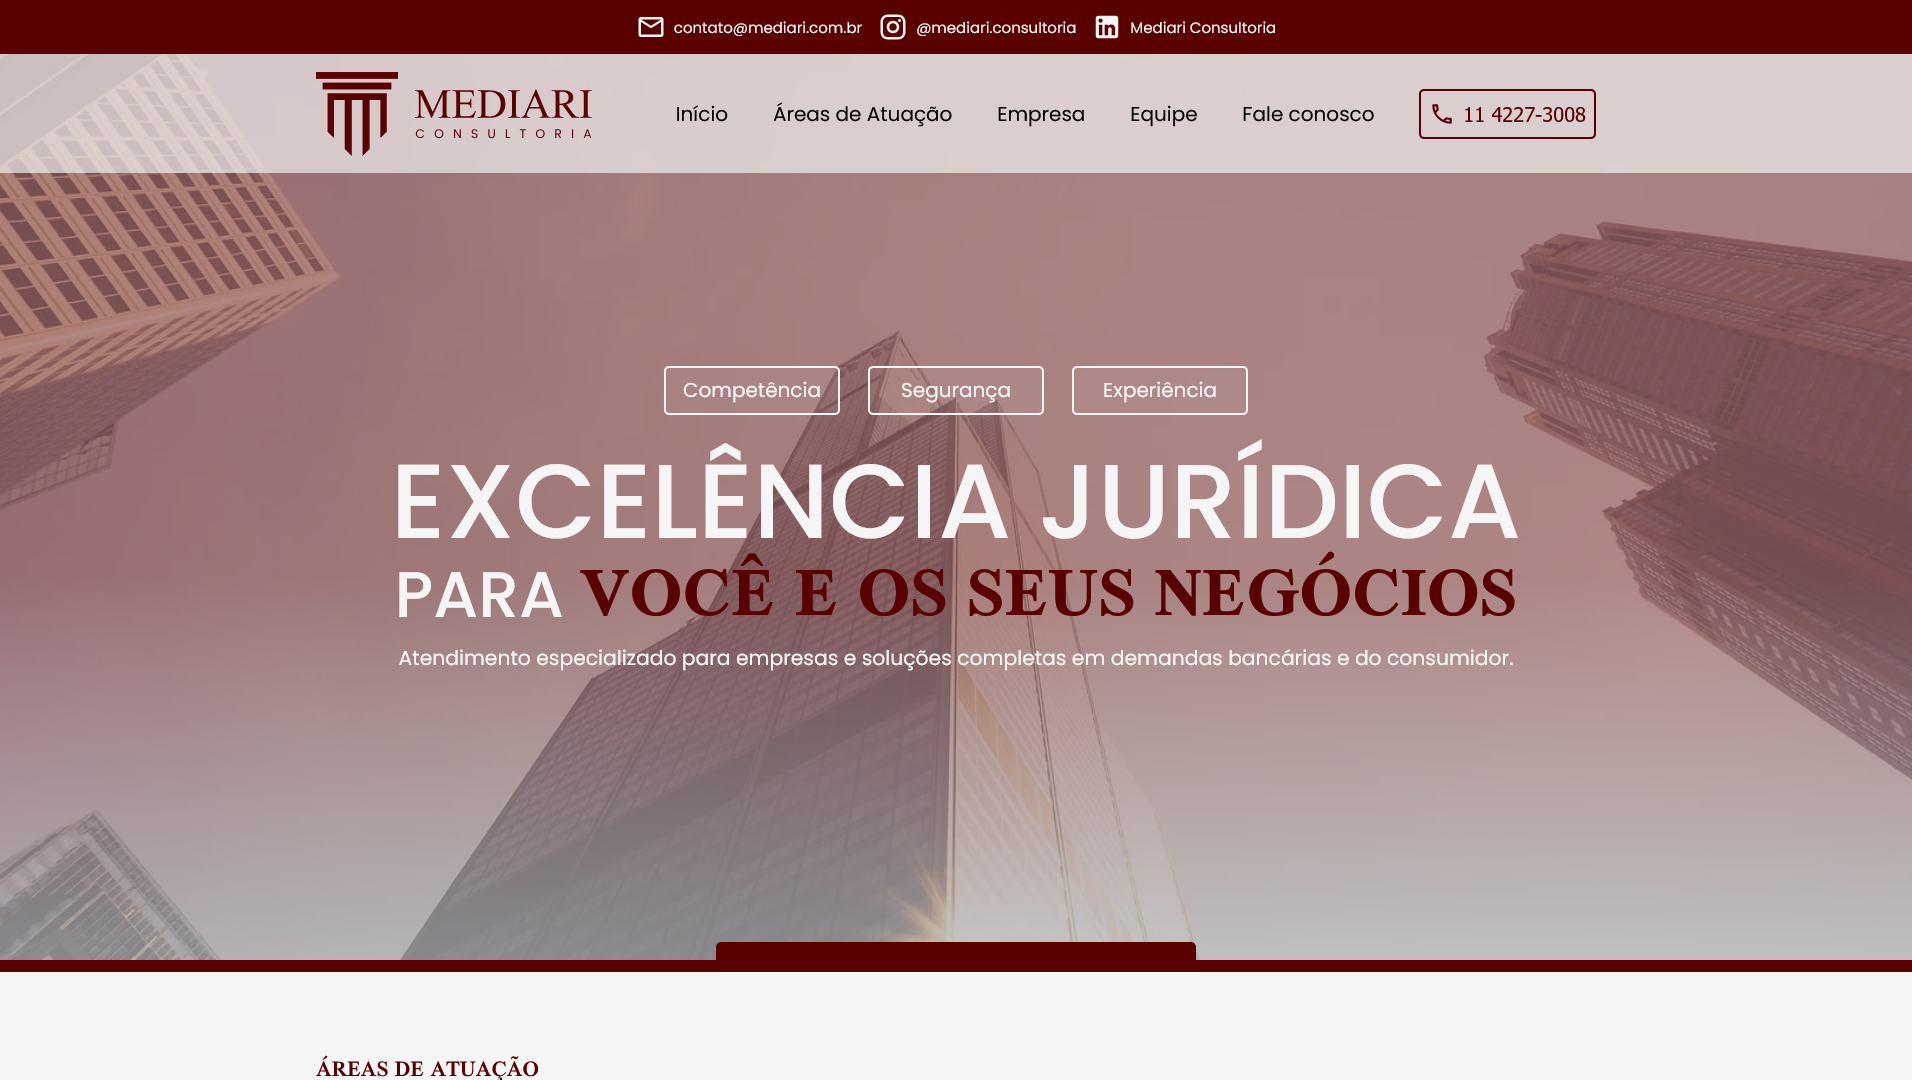 contato@mediari.com.br @mediari.consultoria Mediari Consultoria
MEDIARI
CONSULTORIA
Início Áreas de Atuação Empresa Equipe Fale conosco 11 4227-3008
Competência Segurança Experiência
EXCELÊNCIA JURÍDICA
PARA VOCÊ E OS SEUS NEGÓCIOS
Atendimento especializado para empresas e soluções completas em demandas bancárias e do consumidor.
ÁREAS DE ATUAÇÃO